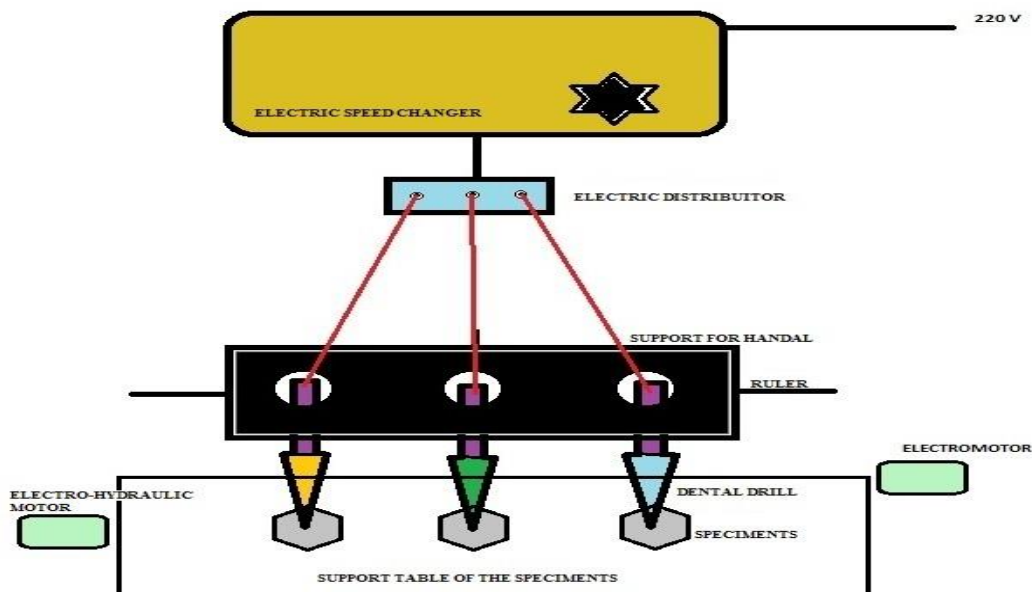 220 V
ELECTRIC SPEED CHANGER
ELECTRIC DISTRIBUITOR
SUPPORT FOR HANDAL
RULER
ELECTROMOTOR
ELECTRO-HYDRAULIC
MOTOR
DENTAL DRILL
SPECIMENTS
SUPPORT TABLE OF THE SPECIMENTS